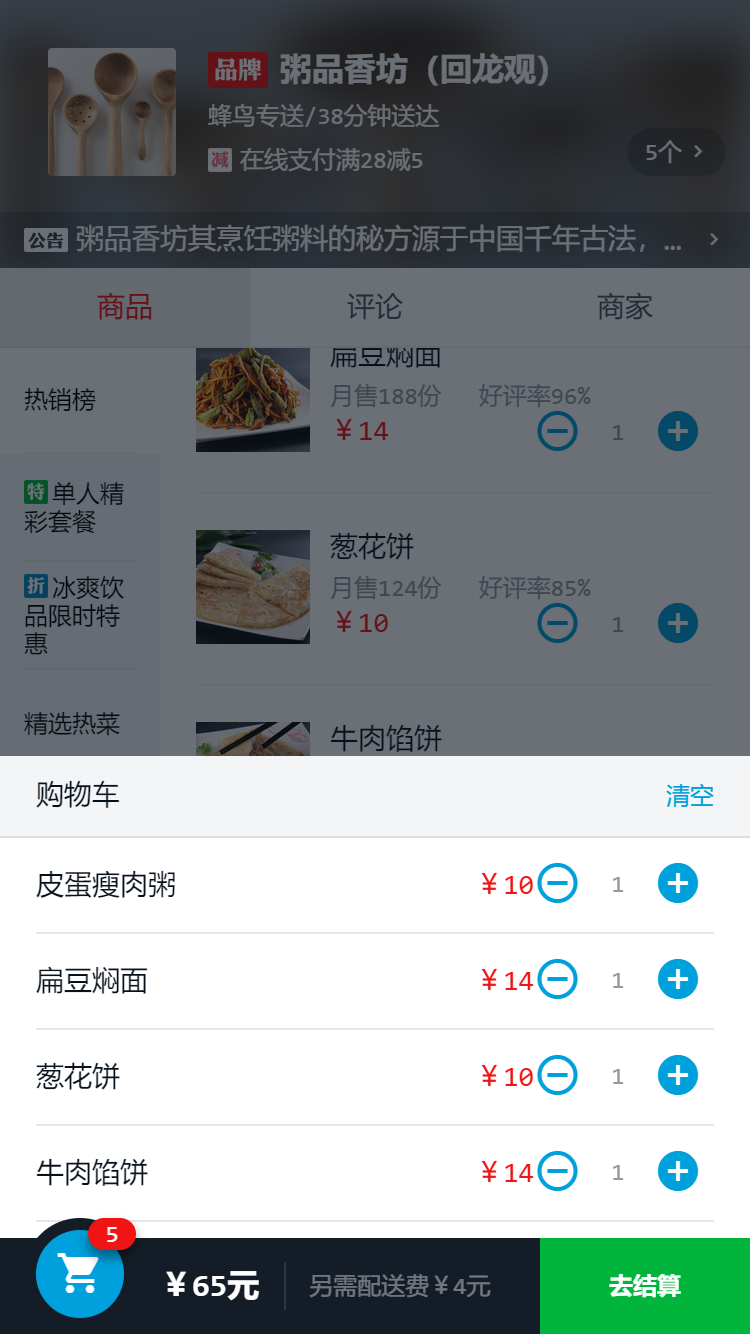 品牌 粥品香坊（回龙观）
蜂鸟专送/38分钟送达
减 在线支付满28减5
5个 >
公告 粥品香坊其烹饪粥料的秘方源于中国千年古法，... >
商品 评论 商家
热销榜
特 单人精
彩套餐
折 冰爽饮
品限时特
惠
精选热菜
扁豆焖面
月售188份 好评率96%
￥14 1
葱花饼
月售124份 好评率85%
￥10 1
牛肉馅饼
购物车 清空
皮蛋瘦肉粥 ￥10 1
扁豆焖面 ￥14 1
葱花饼 ￥10 1
牛肉馅饼 ￥14 1
5
￥65元 另需配送费￥4元 去结算